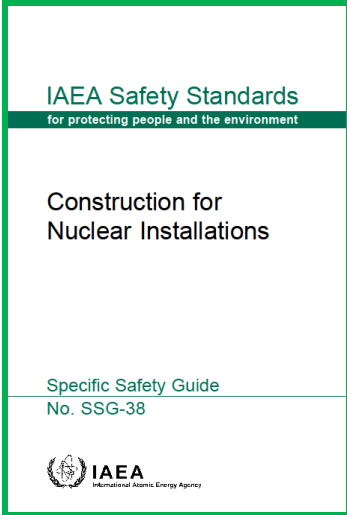 IAEA Safety Standards
for protecting people and the environment
Construction for
Nuclear Installations
Specific Safety Guide
No. SSG-38
IAEA
International Atomic Energy Agency